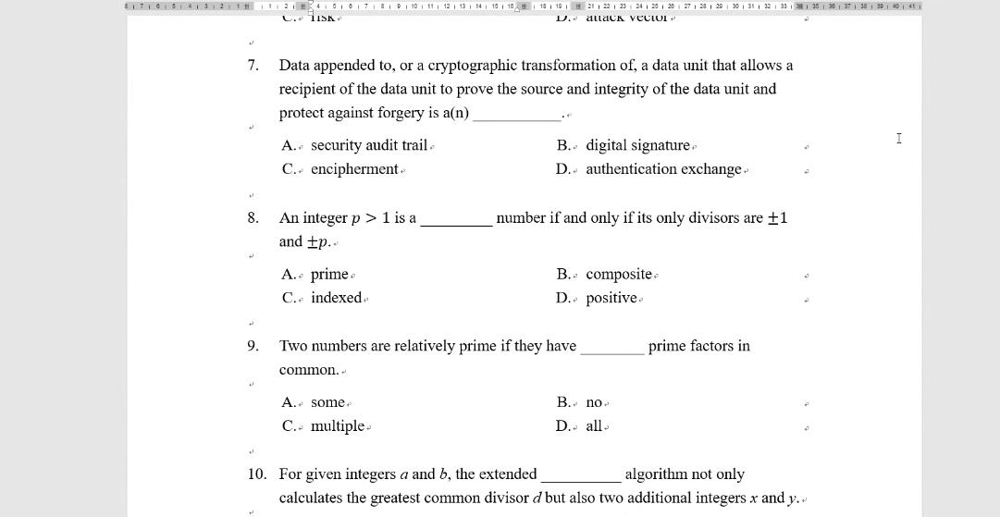 C. risk D. attack vector
7. Data appended to, or a cryptographic transformation of, a data unit that allows a
recipient of the data unit to prove the source and integrity of the data unit and
protect against forgery is a(n) ___________.
A. security audit trail B. digital signature
C. encipherment D. authentication exchange
8. An integer p > 1 is a _________ number if and only if its only divisors are ±1
and ±p.
A. prime B. composite
C. indexed D. positive
9. Two numbers are relatively prime if they have ________ prime factors in
common.
A. some B. no
C. multiple D. all
10. For given integers a and b, the extended __________ algorithm not only
calculates the greatest common divisor d but also two additional integers x and y.